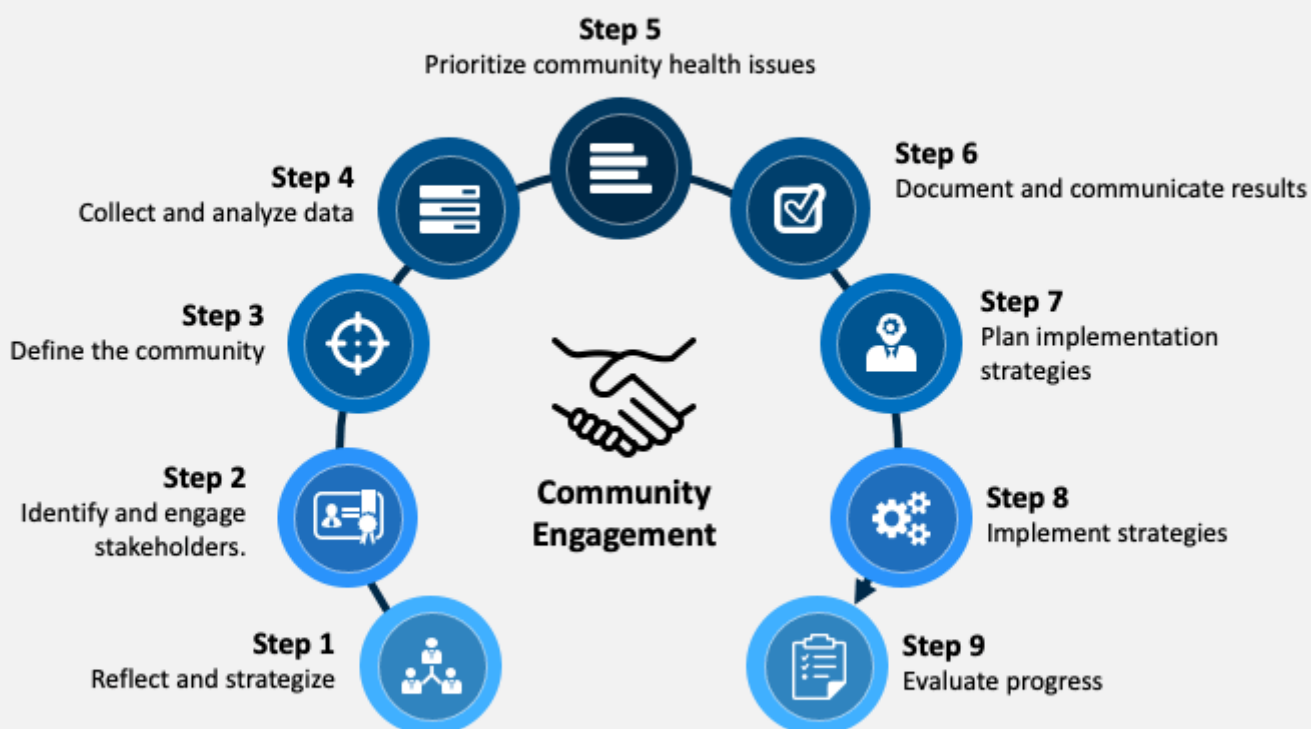 Step 5
Prioritize community health issues
Step 4
Collect and analyze data
Step 6
Document and communicate results
Step 3
Define the community
Step 7
Plan implementation
strategies
Step 2
Identify and engage
stakeholders.
Community
Engagement
Step 8
Implement strategies
Step 1
Reflect and strategize
Step 9
Evaluate progress